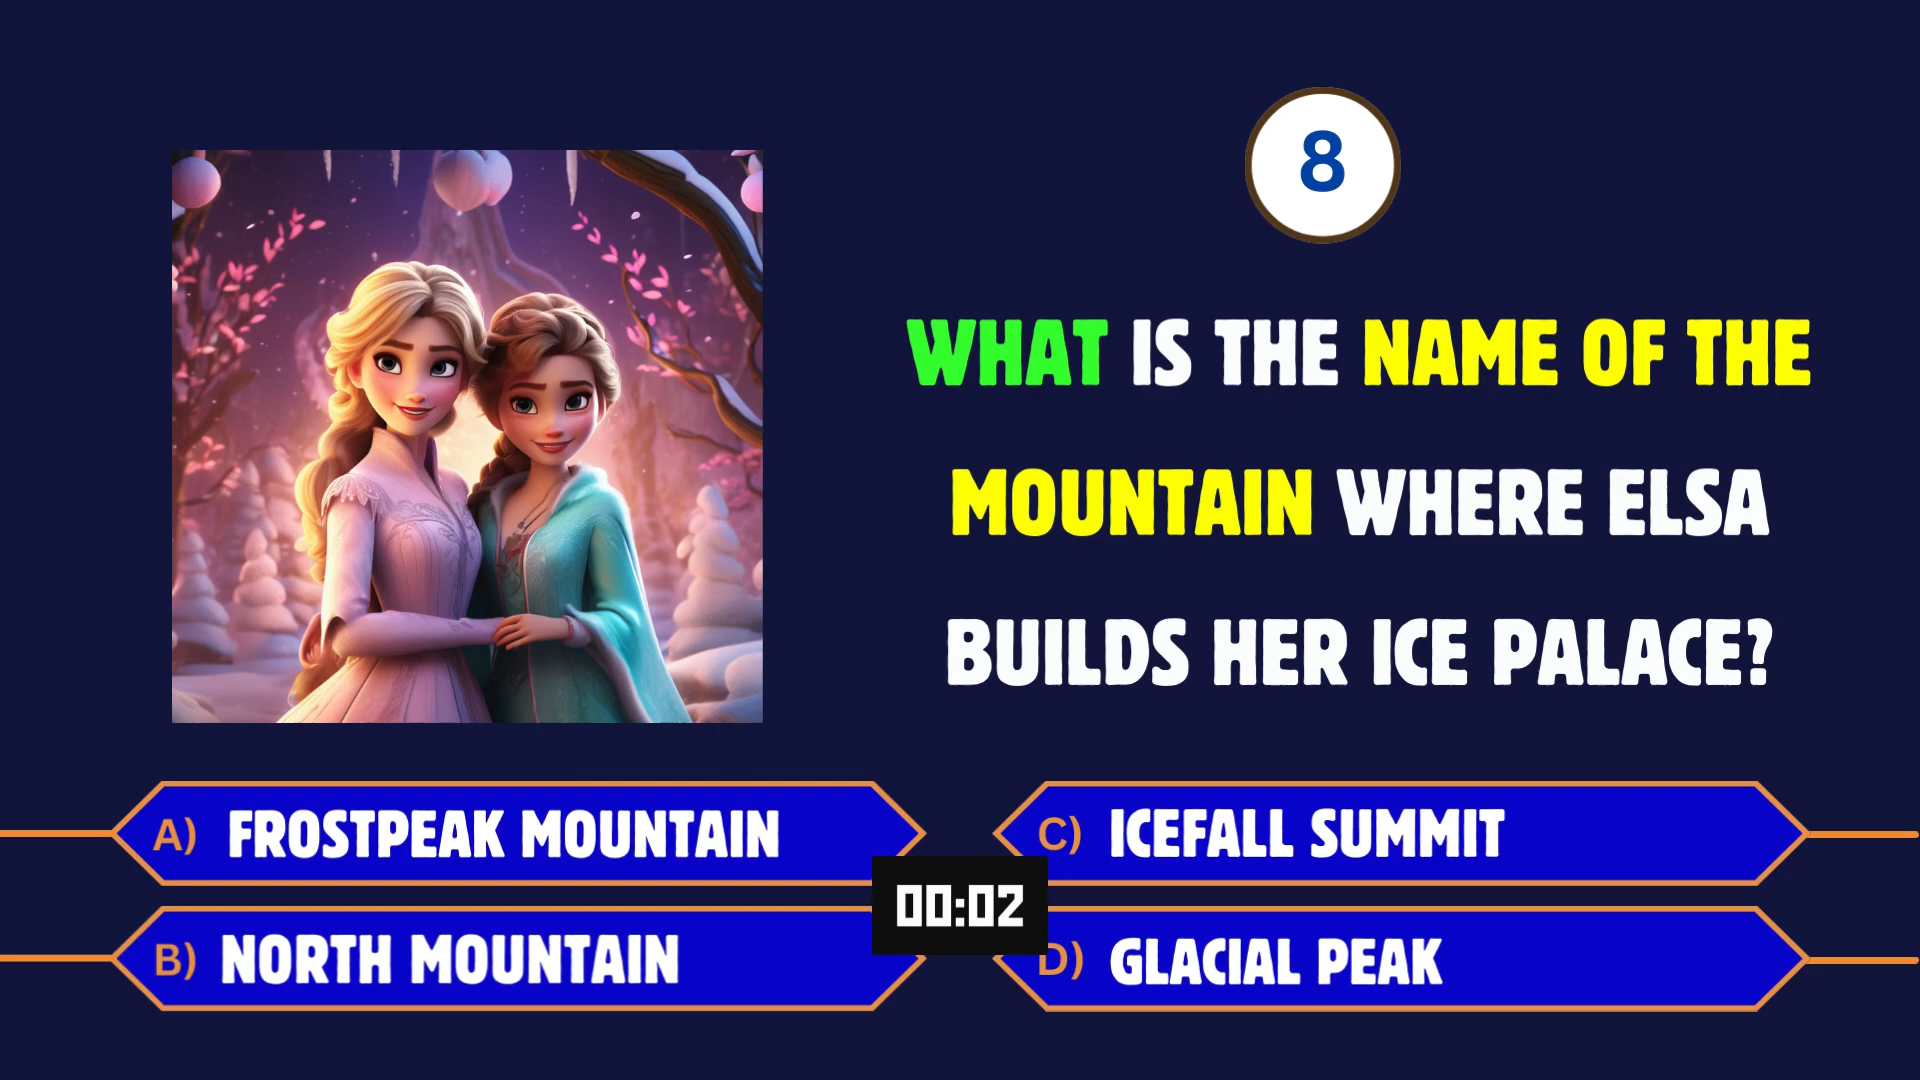 8
WHAT IS THE NAME OF THE
MOUNTAIN WHERE ELSA
BUILDS HER ICE PALACE?
A) FROSTPEAK MOUNTAIN
C) ICEFALL SUMMIT
00:02
B) NORTH MOUNTAIN
D) GLACIAL PEAK